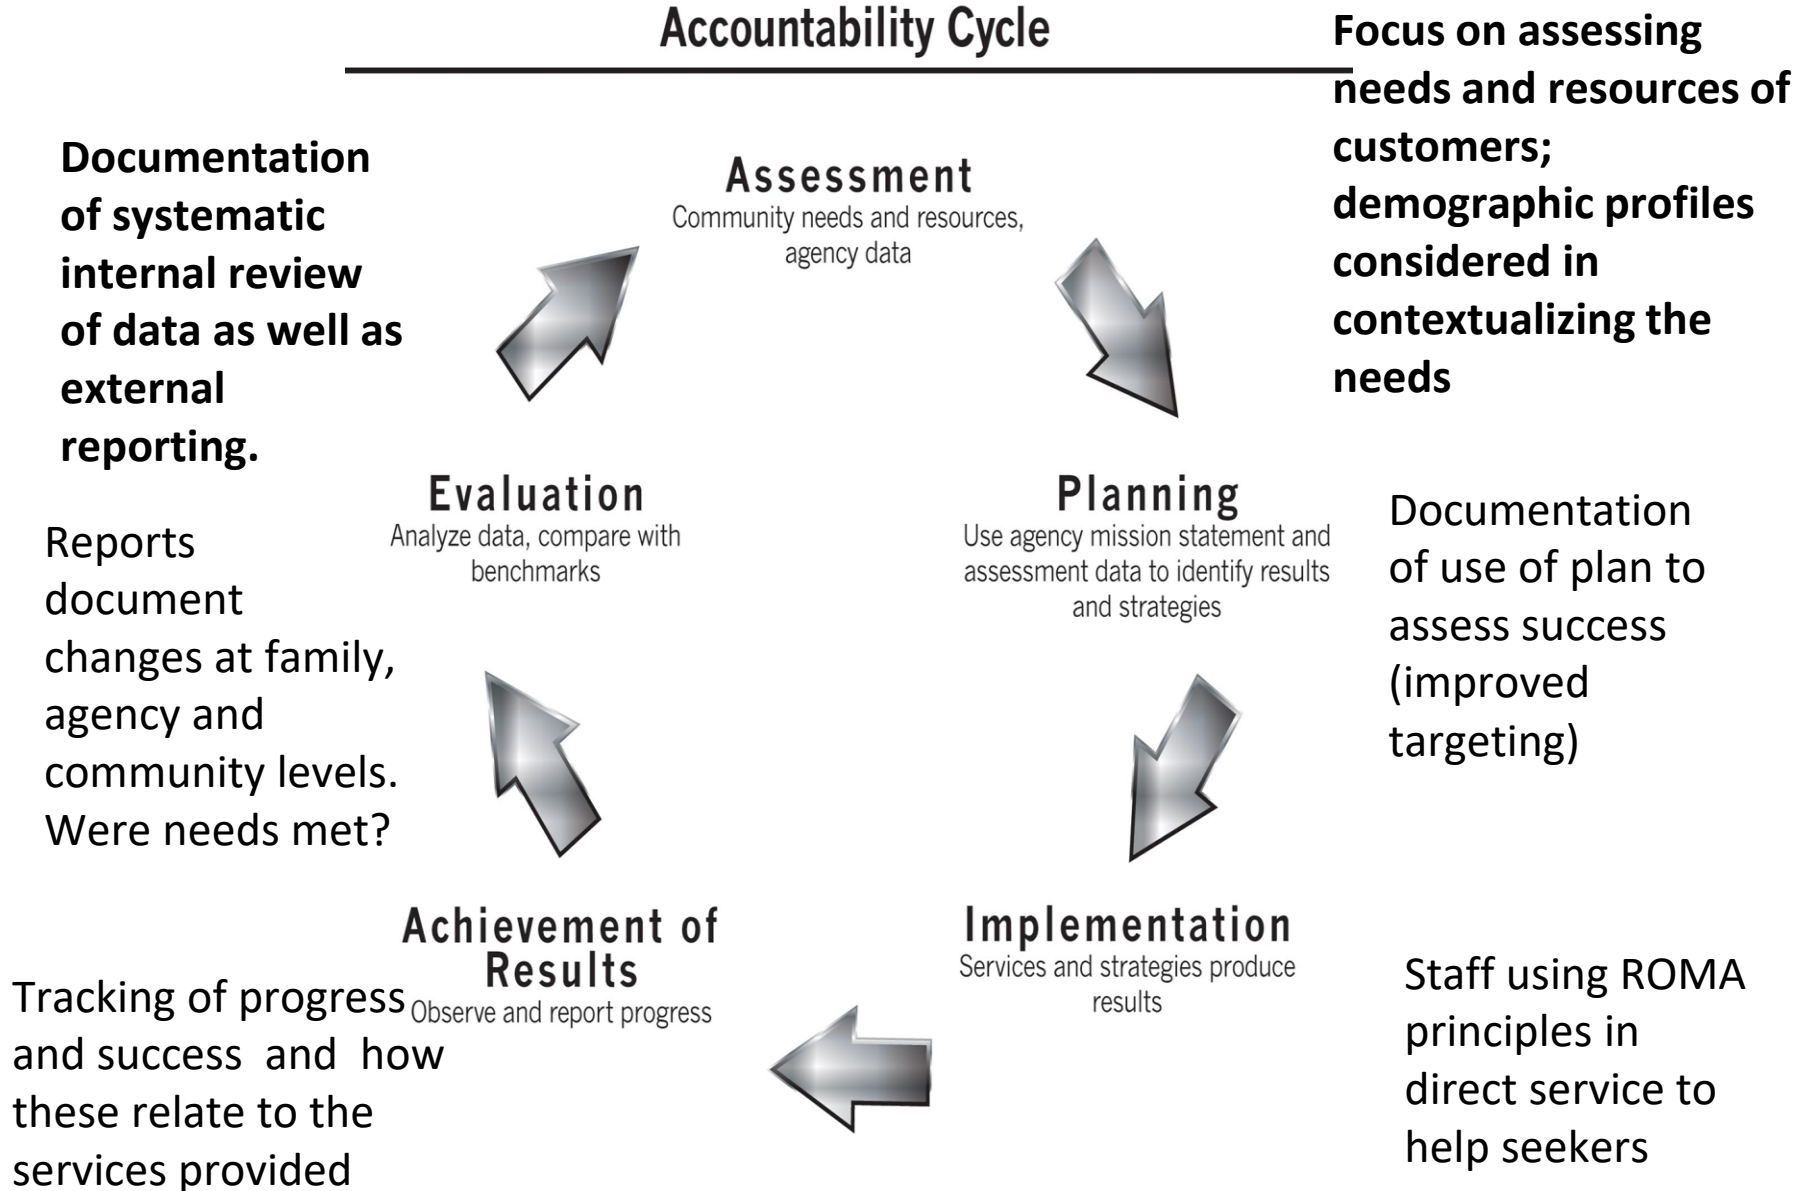 Accountability Cycle
Focus on assessing
needs and resources of
customers;
demographic profiles
considered in
contextualizing the
needs
Documentation
of systematic
internal review
of data as well as
external
reporting.
Assessment
Community needs and resources,
agency data
Evaluation
Analyze data, compare with
benchmarks
Planning
Use agency mission statement and
assessment data to identify results
and strategies
Documentation
of use of plan to
assess success
(improved
targeting)
Reports
document
changes at family,
agency and
community levels.
Were needs met?
Achievement of
Results
Observe and report progress
Implementation
Services and strategies produce
results
Staff using ROMA
principles in
direct service to
help seekers
Tracking of progress
and success and how
these relate to the
services provided